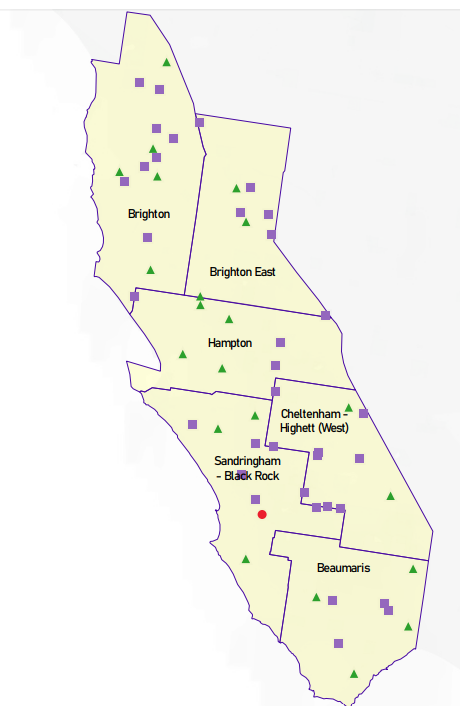 Brighton
Brighton East
Hampton
Cheltenham –
Highett (West)
Sandringham
– Black Rock
Beaumaris